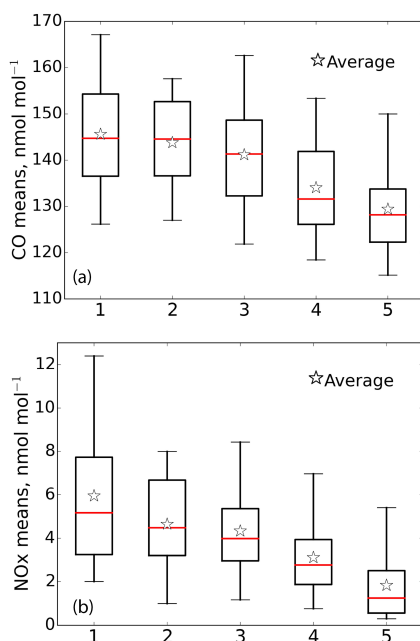 170
160
150
140
130
120
110
CO means, nmol mol⁻¹
☆Average
(a)
1 2 3 4 5
12
10
8
6
4
2
0
NOx means, nmol mol⁻¹
☆Average
(b)
1 2 3 4 5